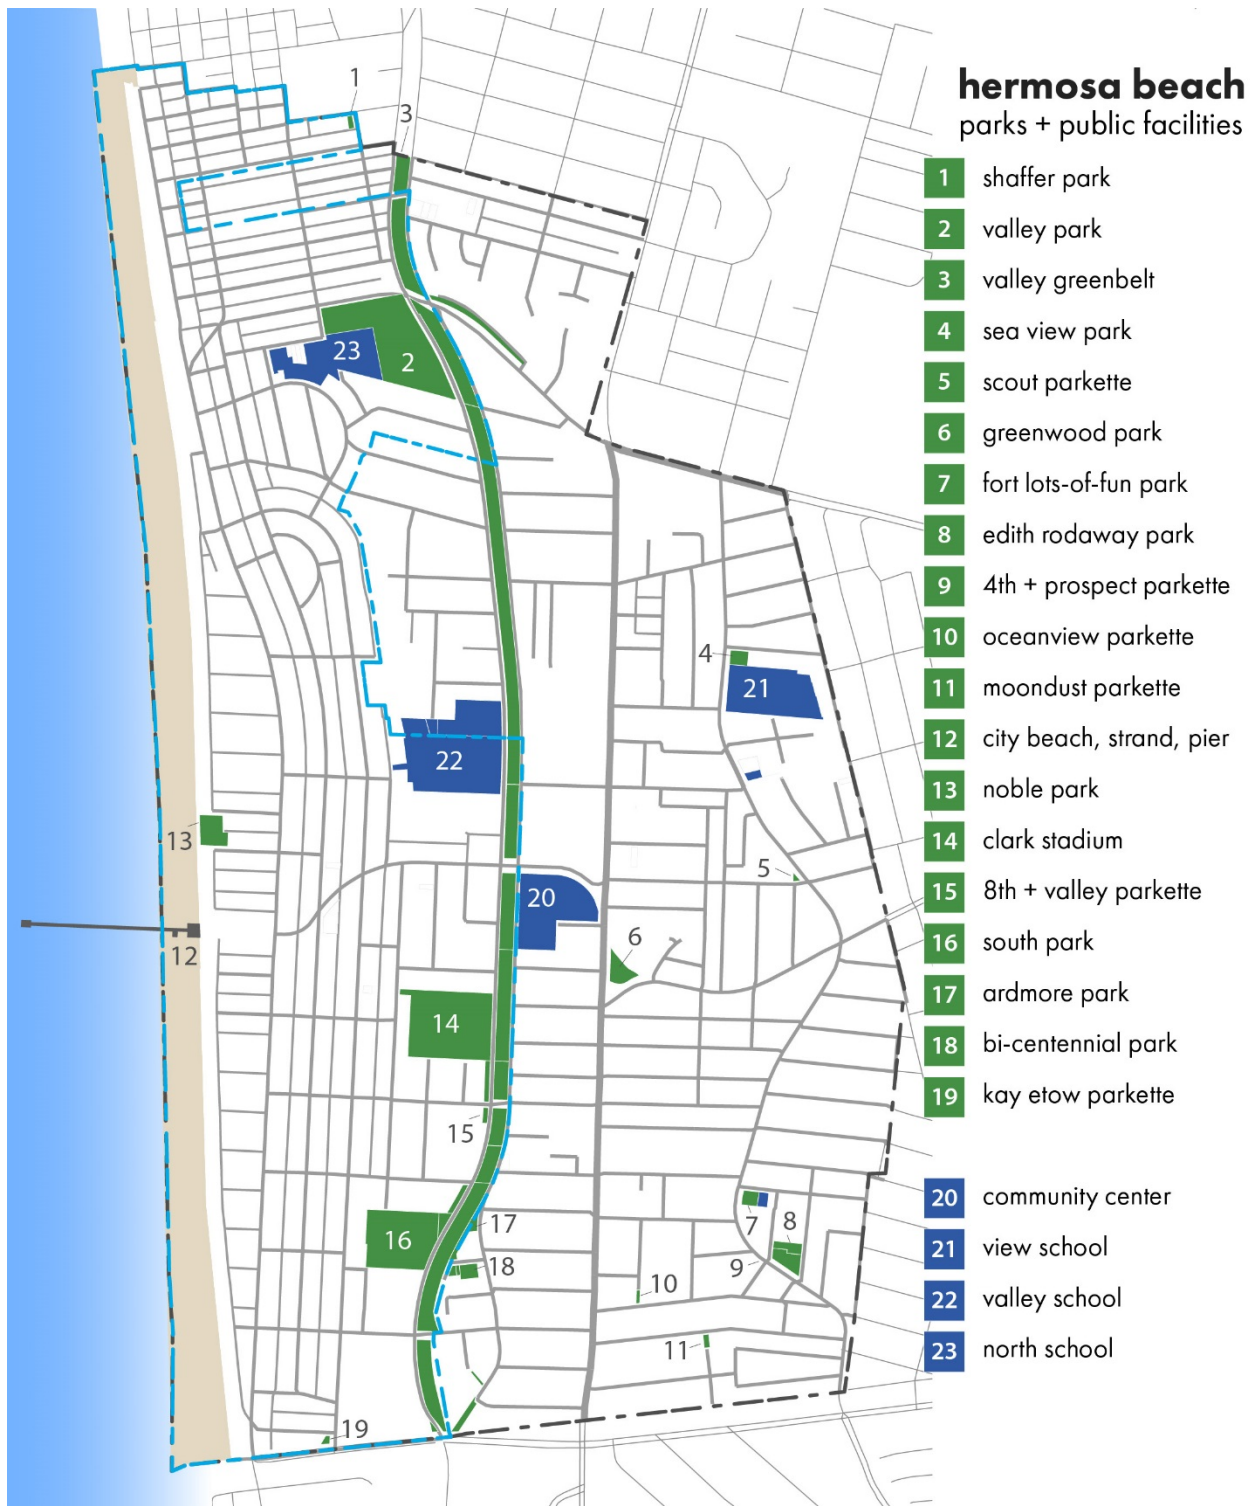 hermosa beach
parks + public facilities
1 shaffer park
2 valley park
3 valley greenbelt
4 sea view park
5 scout parkette
6 greenwood park
7 fort lots-of-fun park
8 edith rodaway park
9 4th + prospect parkette
10 oceanview parkette
11 moondust parkette
12 city beach, strand, pier
13 noble park
14 clark stadium
15 8th + valley parkette
16 south park
17 ardmore park
18 bi-centennial park
19 kay etow parkette
20 community center
21 view school
22 valley school
23 north school
1
3
23
2
4
21
22
13
5
20
6
12
14
15
7
8
17
16
9
18
10
11
19